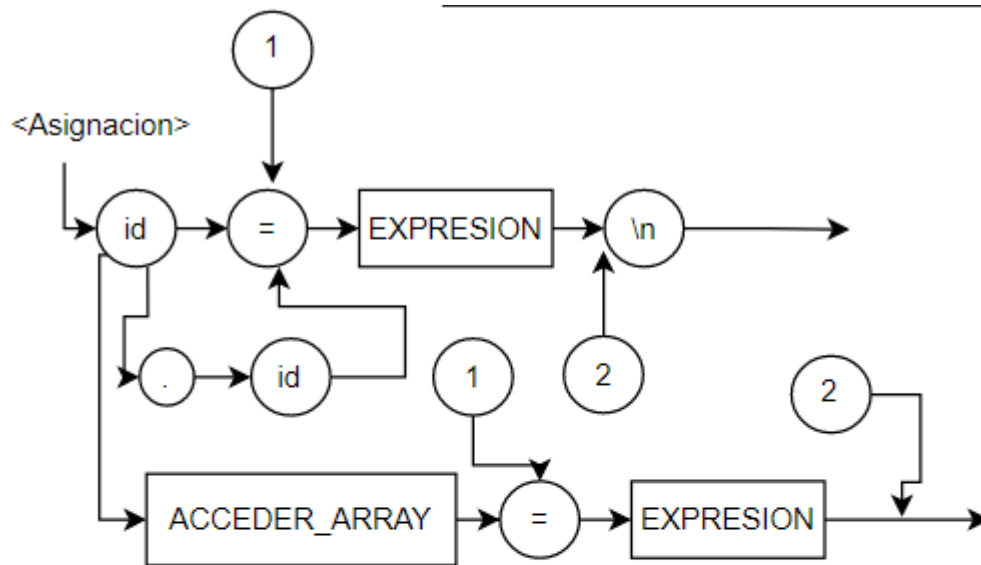 1
<Asignacion>
id
=
EXPRESION
\n
.
id
1
2
2
ACCEDER_ARRAY
=
EXPRESION